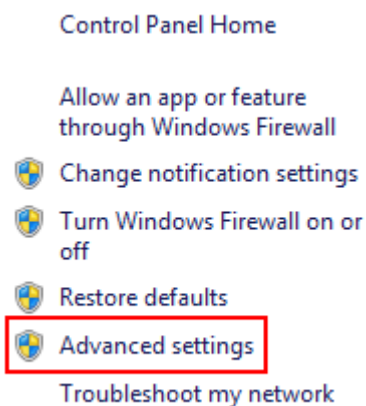 Control Panel Home
Allow an app or feature
through Windows Firewall
Change notification settings
Turn Windows Firewall on or
off
Restore defaults
Advanced settings
Troubleshoot my network